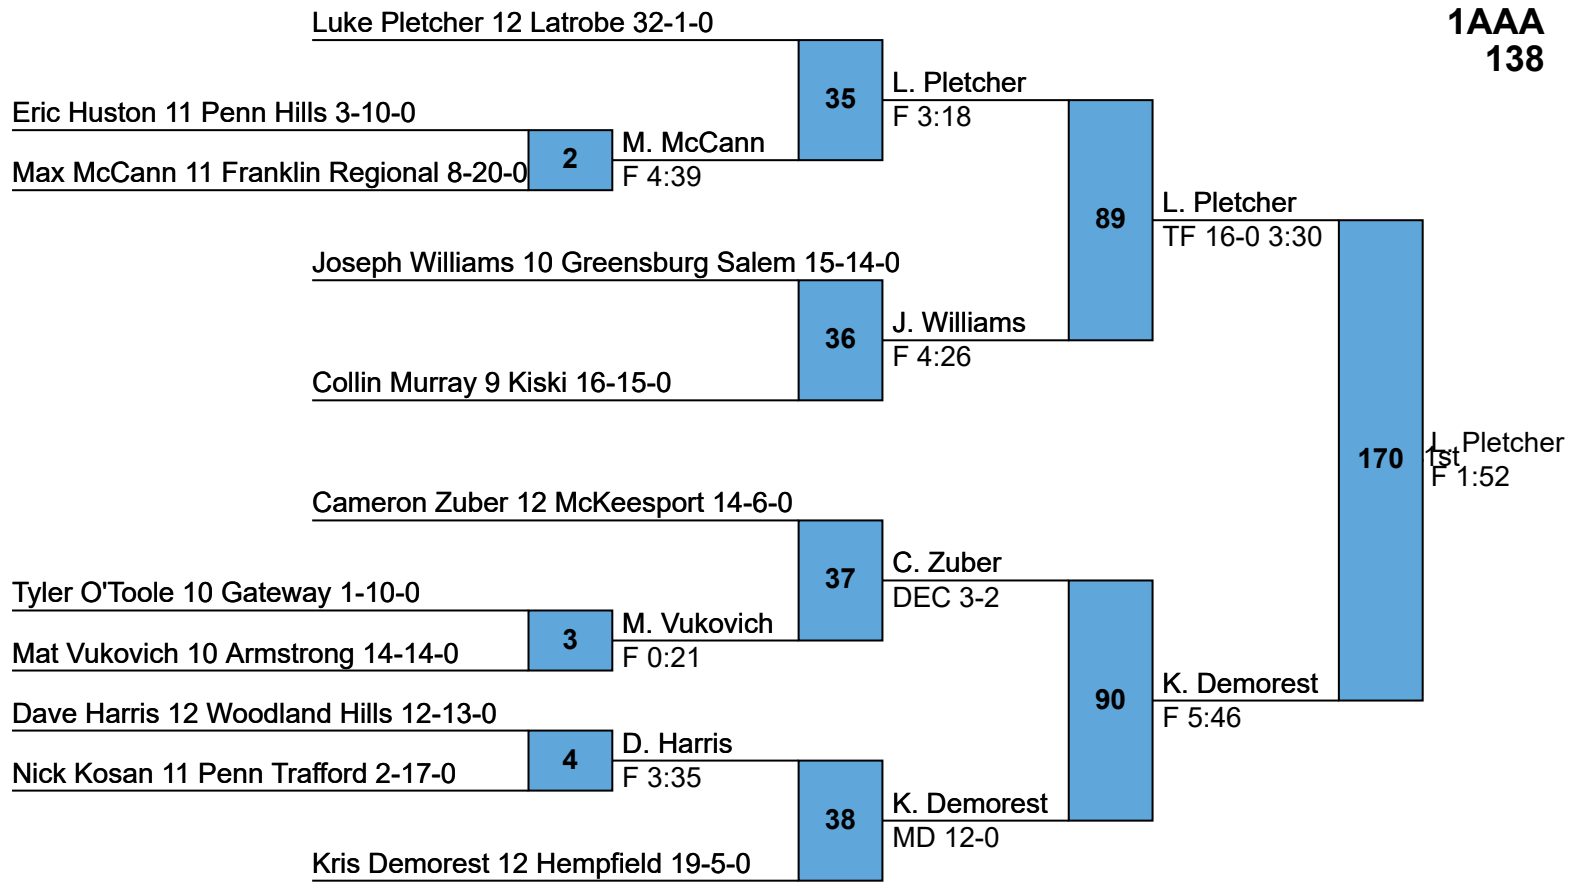 1AAA
138
Luke Pletcher 12 Latrobe 32-1-0
35
L. Pletcher
F 3:18
Eric Huston 11 Penn Hills 3-10-0
2
M. McCann
F 4:39
Max McCann 11 Franklin Regional 8-20-0
89
L. Pletcher
TF 16-0 3:30
Joseph Williams 10 Greensburg Salem 15-14-0
36
J. Williams
F 4:26
Collin Murray 9 Kiski 16-15-0
170
L. Pletcher
1st
F 1:52
Cameron Zuber 12 McKeesport 14-6-0
37
C. Zuber
DEC 3-2
Tyler O'Toole 10 Gateway 1-10-0
3
M. Vukovich
F 0:21
Mat Vukovich 10 Armstrong 14-14-0
90
K. Demorest
F 5:46
Dave Harris 12 Woodland Hills 12-13-0
4
D. Harris
F 3:35
Nick Kosan 11 Penn Trafford 2-17-0
38
K. Demorest
MD 12-0
Kris Demorest 12 Hempfield 19-5-0